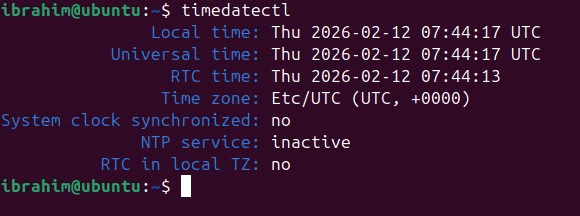 ibrahim@ubuntu:~$ timedatectl
Local time: Thu 2026-02-12 07:44:17 UTC
Universal time: Thu 2026-02-12 07:44:17 UTC
RTC time: Thu 2026-02-12 07:44:13
Time zone: Etc/UTC (UTC, +0000)
System clock synchronized: no
NTP service: inactive
RTC in local TZ: no
ibrahim@ubuntu:~$